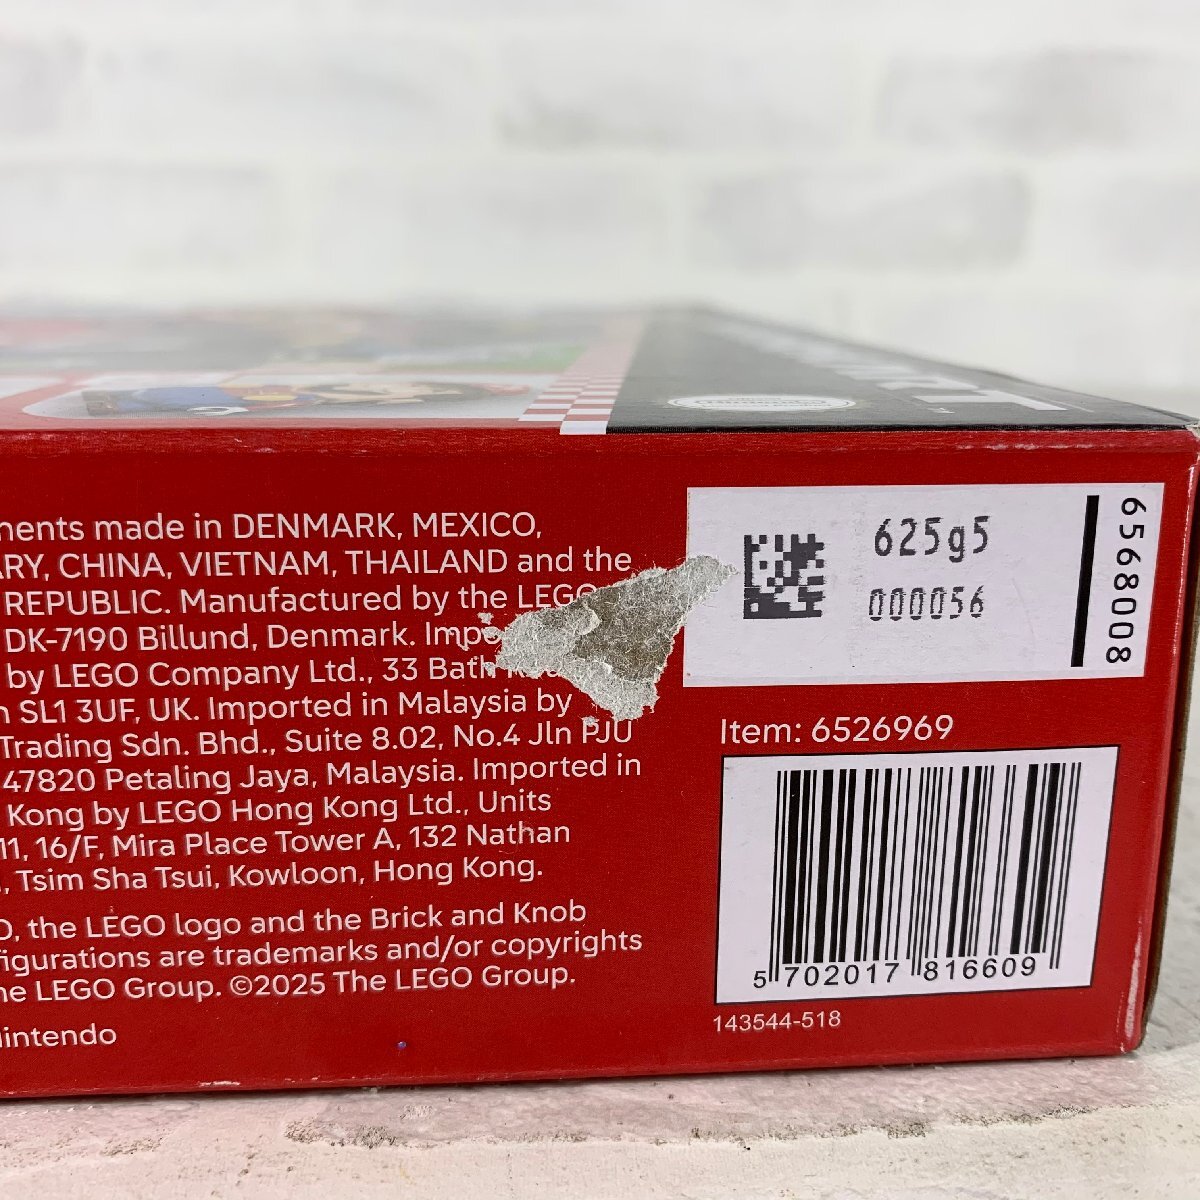 nents made in DENMARK, MEXICO,
ARY, CHINA, VIETNAM, THAILAND and the
REPUBLIC. Manufactured by the LEGO
DK-7190 Billund, Denmark.
by LEGO Company Ltd., 33 Bath
n SL1 3UF, UK. Imported in Malaysia by
Trading Sdn. Bhd., Suite 8.02, No.4 Jln PJU
47820 Petaling Jaya, Malaysia. Imported in
Kong by LEGO Hong Kong Ltd., Units
11, 16/F, Mira Place Tower A, 132 Nathan
, Tsim Sha Tsui, Kowloon, Hong Kong.
O, the LEGO logo and the Brick and Knob
figurations are trademarks and/or copyrights
he LEGO Group. ©2025 The LEGO Group.
Nintendo
625g5
000056
6568008
Item: 6526969
5 702017 816609
143544-518